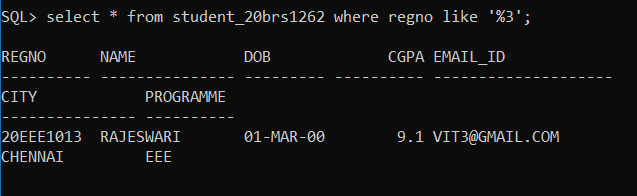 SQL> select * from student_20brs1262 where regno like '%3';
REGNO      NAME            DOB             CGPA EMAIL_ID
---------- --------------- --------- ---------- --------------------
CITY            PROGRAMME
--------------- ----------
20EEE1013  RAJESWARI       01-MAR-00        9.1 VIT3@GMAIL.COM
CHENNAI         EEE